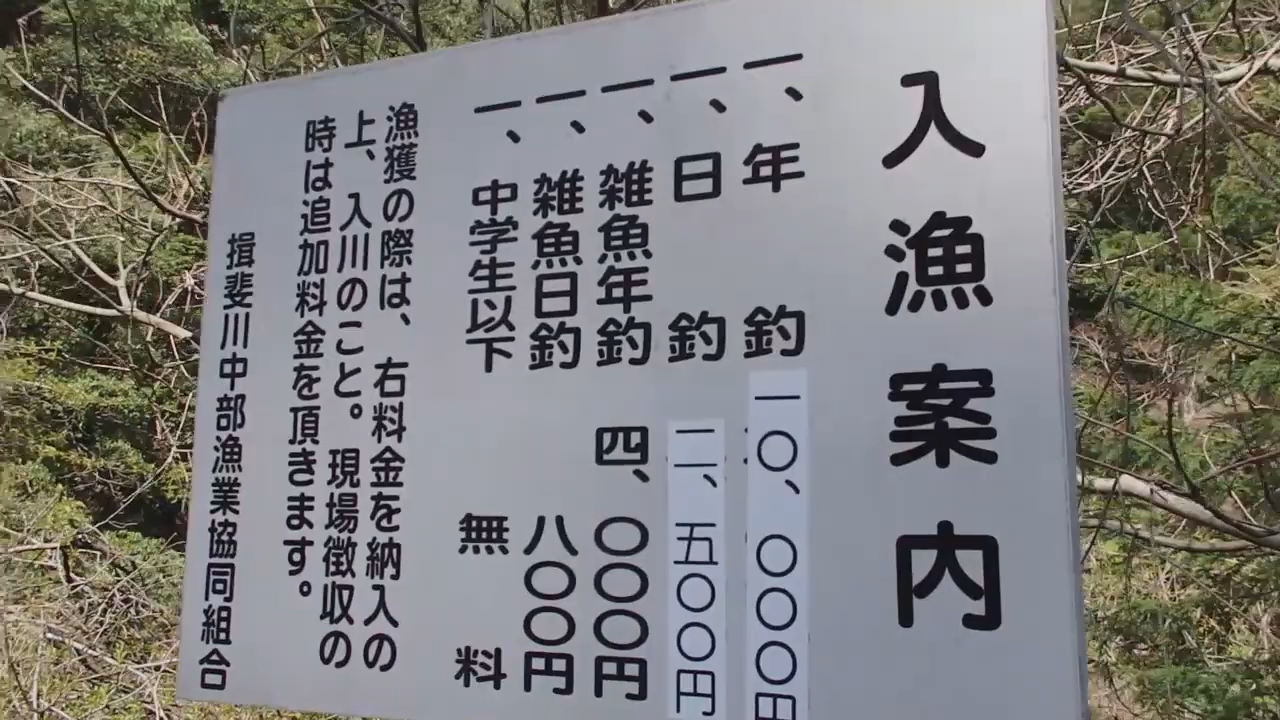 入漁案内
一、年釣 一〇、〇〇〇円
一、日釣 二、五〇〇円
一、雑魚年釣 四、〇〇〇円
一、雑魚日釣 八〇〇円
一、中学生以下 無料
漁獲の際は、右料金を納入の
上、入川のこと。現場徴収の
時は追加料金を頂きます。
揖斐川中部漁業協同組合